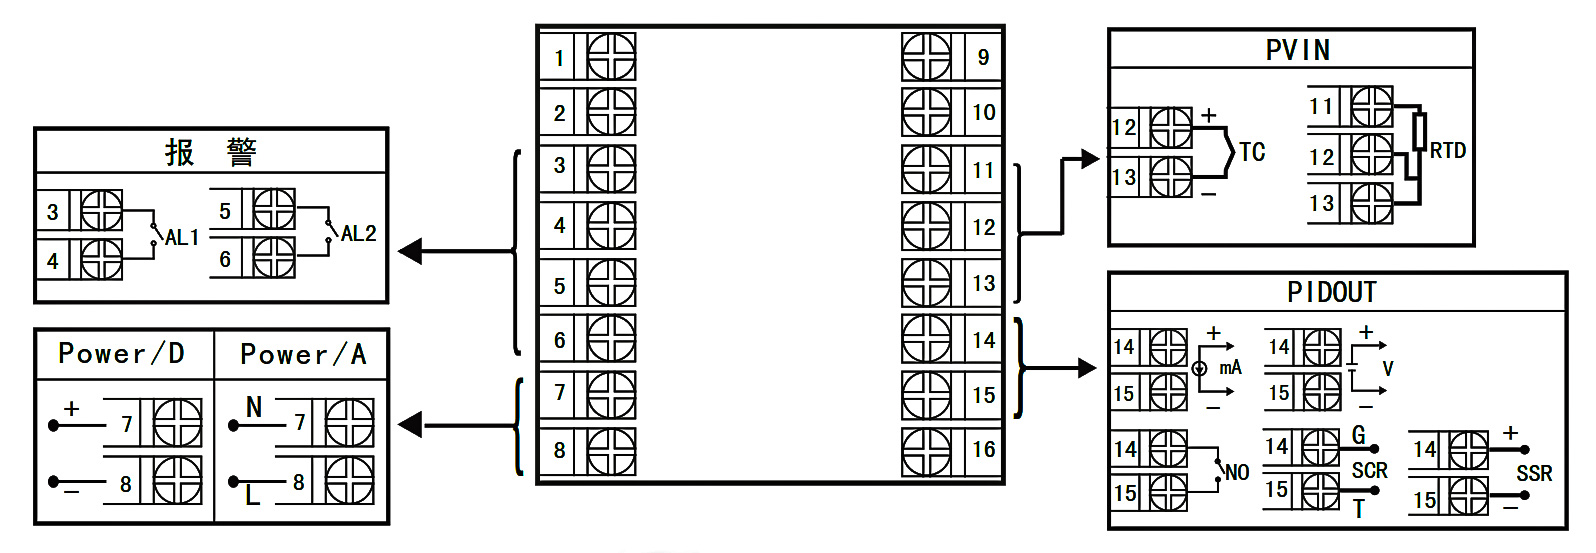 报 警
3
4
AL1
5
6
AL2
Power/D
+ 7
− 8
Power/A
N 7
L 8
1
2
3
4
5
6
7
8
9
10
11
12
13
14
15
16
PVIN
12 +
13 −
TC
11
12
13
RTD
PIDOUT
14 +
mA
15 −
14 +
V
15 −
14
15
NO
14 G
SCR
15 T
14 +
SSR
15 −